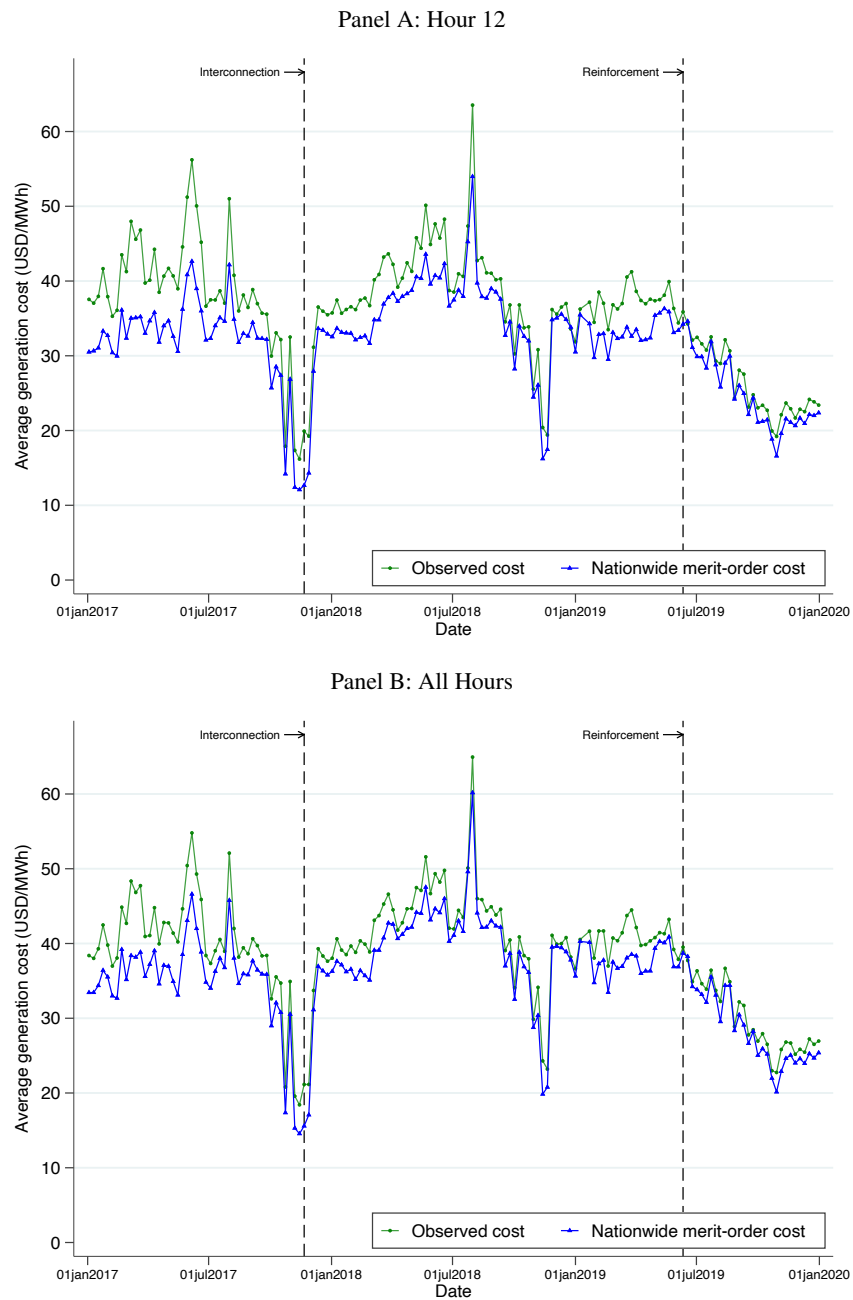 Panel A: Hour 12
Interconnection
Reinforcement
60
50
40
30
20
10
0
Average generation cost (USD/MWh)
Observed cost
Nationwide merit-order cost
01jan2017
01jul2017
01jan2018
01jul2018
01jan2019
01jul2019
01jan2020
Date
Panel B: All Hours
Interconnection
Reinforcement
60
50
40
30
20
10
0
Average generation cost (USD/MWh)
Observed cost
Nationwide merit-order cost
01jan2017
01jul2017
01jan2018
01jul2018
01jan2019
01jul2019
01jan2020
Date